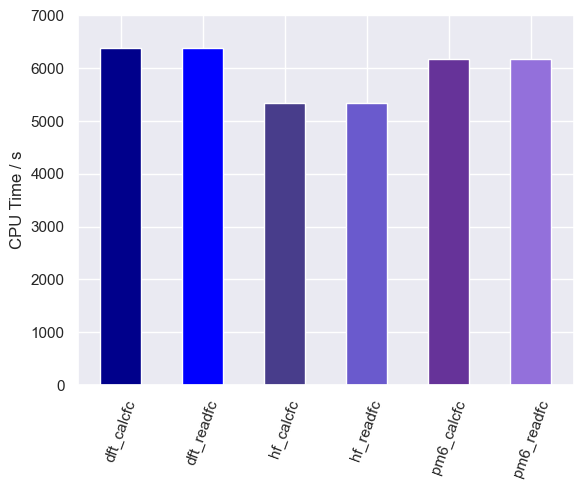 7000
6000
5000
4000
3000
2000
1000
0
CPU Time / s
dft_calcfc
dft_readfc
hf_calcfc
hf_readfc
pm6_calcfc
pm6_readfc